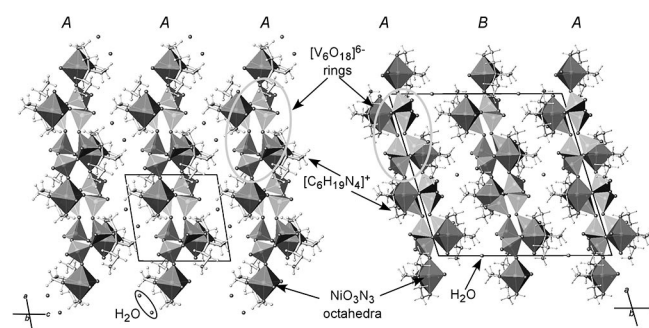 A A A A B A
[V6O18]6-
rings
[C6H19N4]+
NiO3N3
octahedra
H2O
H2O
a
b c
a
b